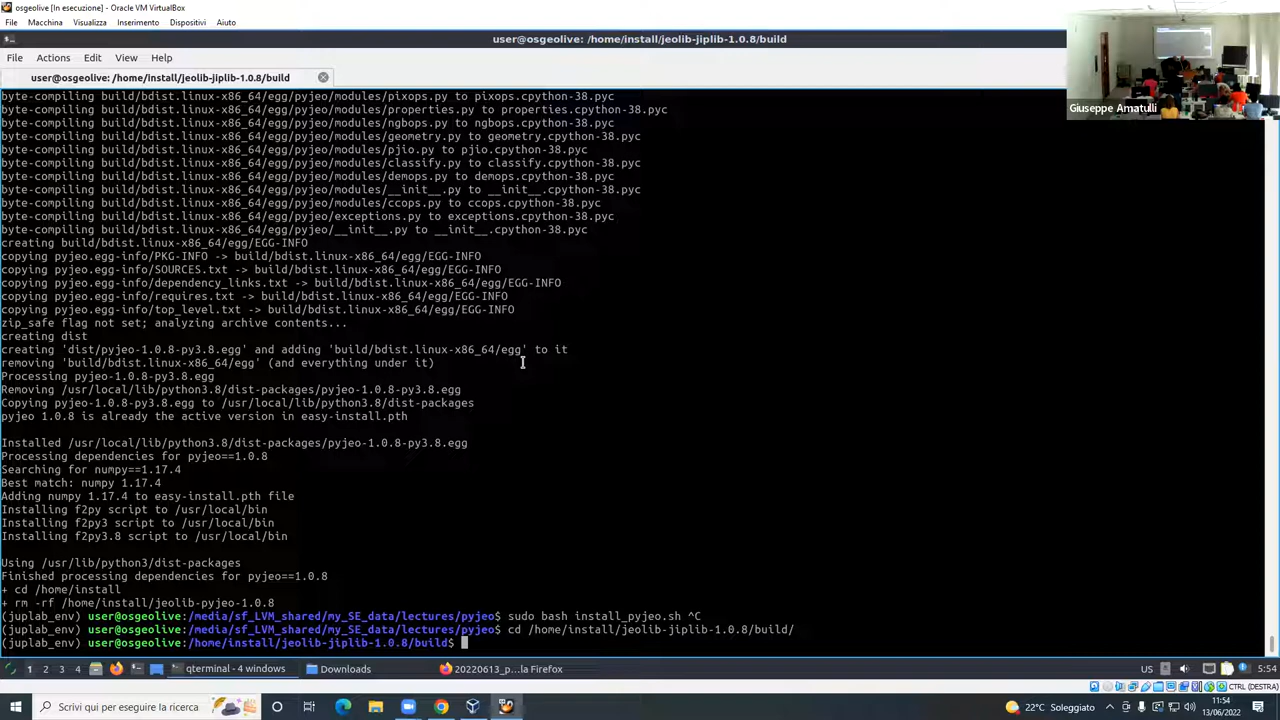 osgeolive [In esecuzione] - Oracle VM VirtualBox
File Macchina Visualizza Inserimento Dispositivi Aiuto
user@osgeolive: /home/install/jeolib-jiplib-1.0.8/build
File Actions Edit View Help
user@osgeolive: /home/install/jeolib-jiplib-1.0.8/build
Giuseppe Amatulli
byte-compiling build/bdist.linux-x86_64/egg/pyjeo/modules/pixops.py to pixops.cpython-38.pyc
byte-compiling build/bdist.linux-x86_64/egg/pyjeo/modules/properties.py to properties.cpython-38.pyc
byte-compiling build/bdist.linux-x86_64/egg/pyjeo/modules/ngbops.py to ngbops.cpython-38.pyc
byte-compiling build/bdist.linux-x86_64/egg/pyjeo/modules/geometry.py to geometry.cpython-38.pyc
byte-compiling build/bdist.linux-x86_64/egg/pyjeo/modules/pjio.py to pjio.cpython-38.pyc
byte-compiling build/bdist.linux-x86_64/egg/pyjeo/modules/classify.py to classify.cpython-38.pyc
byte-compiling build/bdist.linux-x86_64/egg/pyjeo/modules/demops.py to demops.cpython-38.pyc
byte-compiling build/bdist.linux-x86_64/egg/pyjeo/modules/__init__.py to __init__.cpython-38.pyc
byte-compiling build/bdist.linux-x86_64/egg/pyjeo/modules/ccops.py to ccops.cpython-38.pyc
byte-compiling build/bdist.linux-x86_64/egg/pyjeo/exceptions.py to exceptions.cpython-38.pyc
byte-compiling build/bdist.linux-x86_64/egg/pyjeo/__init__.py to __init__.cpython-38.pyc
creating build/bdist.linux-x86_64/egg/EGG-INFO
copying pyjeo.egg-info/PKG-INFO -> build/bdist.linux-x86_64/egg/EGG-INFO
copying pyjeo.egg-info/SOURCES.txt -> build/bdist.linux-x86_64/egg/EGG-INFO
copying pyjeo.egg-info/dependency_links.txt -> build/bdist.linux-x86_64/egg/EGG-INFO
copying pyjeo.egg-info/requires.txt -> build/bdist.linux-x86_64/egg/EGG-INFO
copying pyjeo.egg-info/top_level.txt -> build/bdist.linux-x86_64/egg/EGG-INFO
zip_safe flag not set; analyzing archive contents...
creating dist
creating 'dist/pyjeo-1.0.8-py3.8.egg' and adding 'build/bdist.linux-x86_64/egg' to it
removing 'build/bdist.linux-x86_64/egg' (and everything under it)
Processing pyjeo-1.0.8-py3.8.egg
Removing /usr/local/lib/python3.8/dist-packages/pyjeo-1.0.8-py3.8.egg
Copying pyjeo-1.0.8-py3.8.egg to /usr/local/lib/python3.8/dist-packages
pyjeo 1.0.8 is already the active version in easy-install.pth
Installed /usr/local/lib/python3.8/dist-packages/pyjeo-1.0.8-py3.8.egg
Processing dependencies for pyjeo==1.0.8
Searching for numpy==1.17.4
Best match: numpy 1.17.4
Adding numpy 1.17.4 to easy-install.pth file
Installing f2py script to /usr/local/bin
Installing f2py3 script to /usr/local/bin
Installing f2py3.8 script to /usr/local/bin
Using /usr/lib/python3/dist-packages
Finished processing dependencies for pyjeo==1.0.8
+ cd /home/install
+ rm -rf /home/install/jeolib-pyjeo-1.0.8
(juplab_env) user@osgeolive:/media/sf_LVM_shared/my_SE_data/lectures/pyjeo$ sudo bash install_pyjeo.sh ^C
(juplab_env) user@osgeolive:/media/sf_LVM_shared/my_SE_data/lectures/pyjeo$ cd /home/install/jeolib-jiplib-1.0.8/build/
(juplab_env) user@osgeolive:/home/install/jeolib-jiplib-1.0.8/build$
1 2 3 4 qterminal - 4 windows Downloads 20220613_p...la Firefox US 5:54
CTRL (DESTRA)
Scrivi qui per eseguire la ricerca 22°C Soleggiato 11:54
13/06/2022